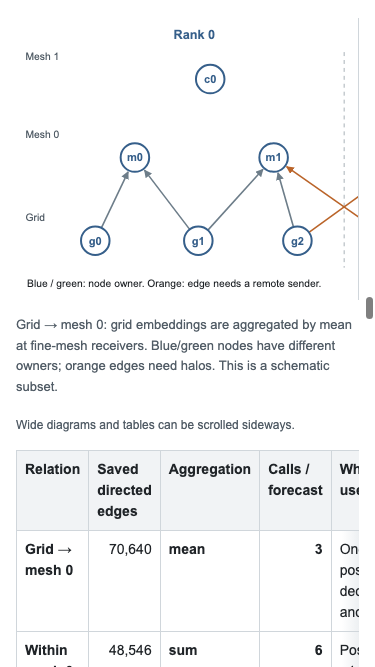 Rank 0
Mesh 1
c0
Mesh 0
m0 m1
Grid
g0 g1 g2
Blue / green: node owner. Orange: edge needs a remote sender.
Grid → mesh 0: grid embeddings are aggregated by mean
at fine-mesh receivers. Blue/green nodes have different
owners; orange edges need halos. This is a schematic
subset.
Wide diagrams and tables can be scrolled sideways.
Relation Saved directed edges Aggregation Calls / forecast
Grid → mesh 0 70,640 mean 3
Within 48,546 sum 6